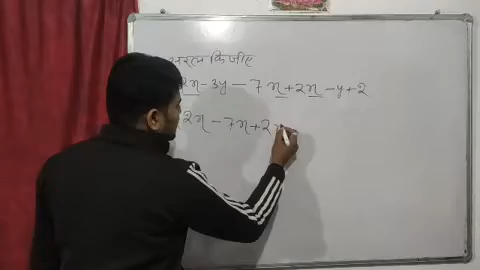 सरल कीजिए
2x - 3y - 7x + 2x - y + 2
2x - 7x + 2x